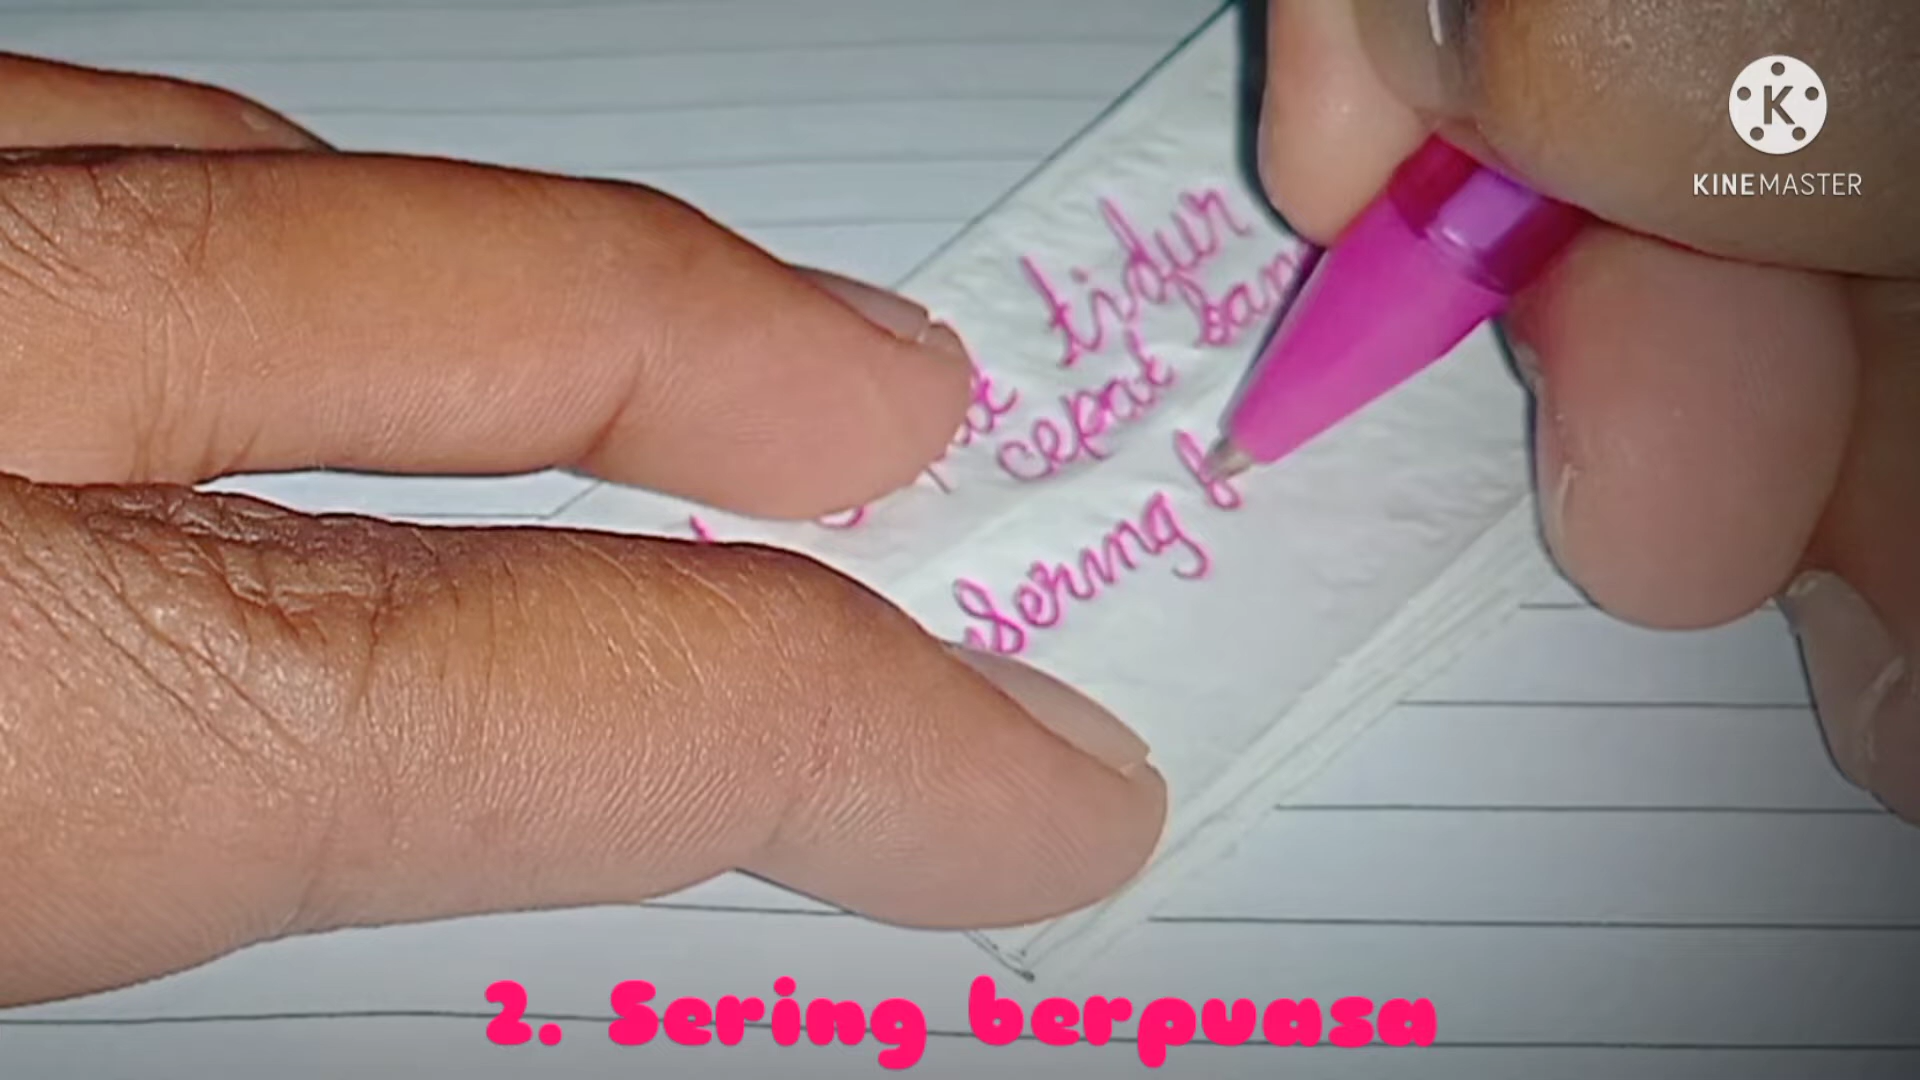 KINEMASTER
tidur
cepat
Sering
2. Sering berpuasa